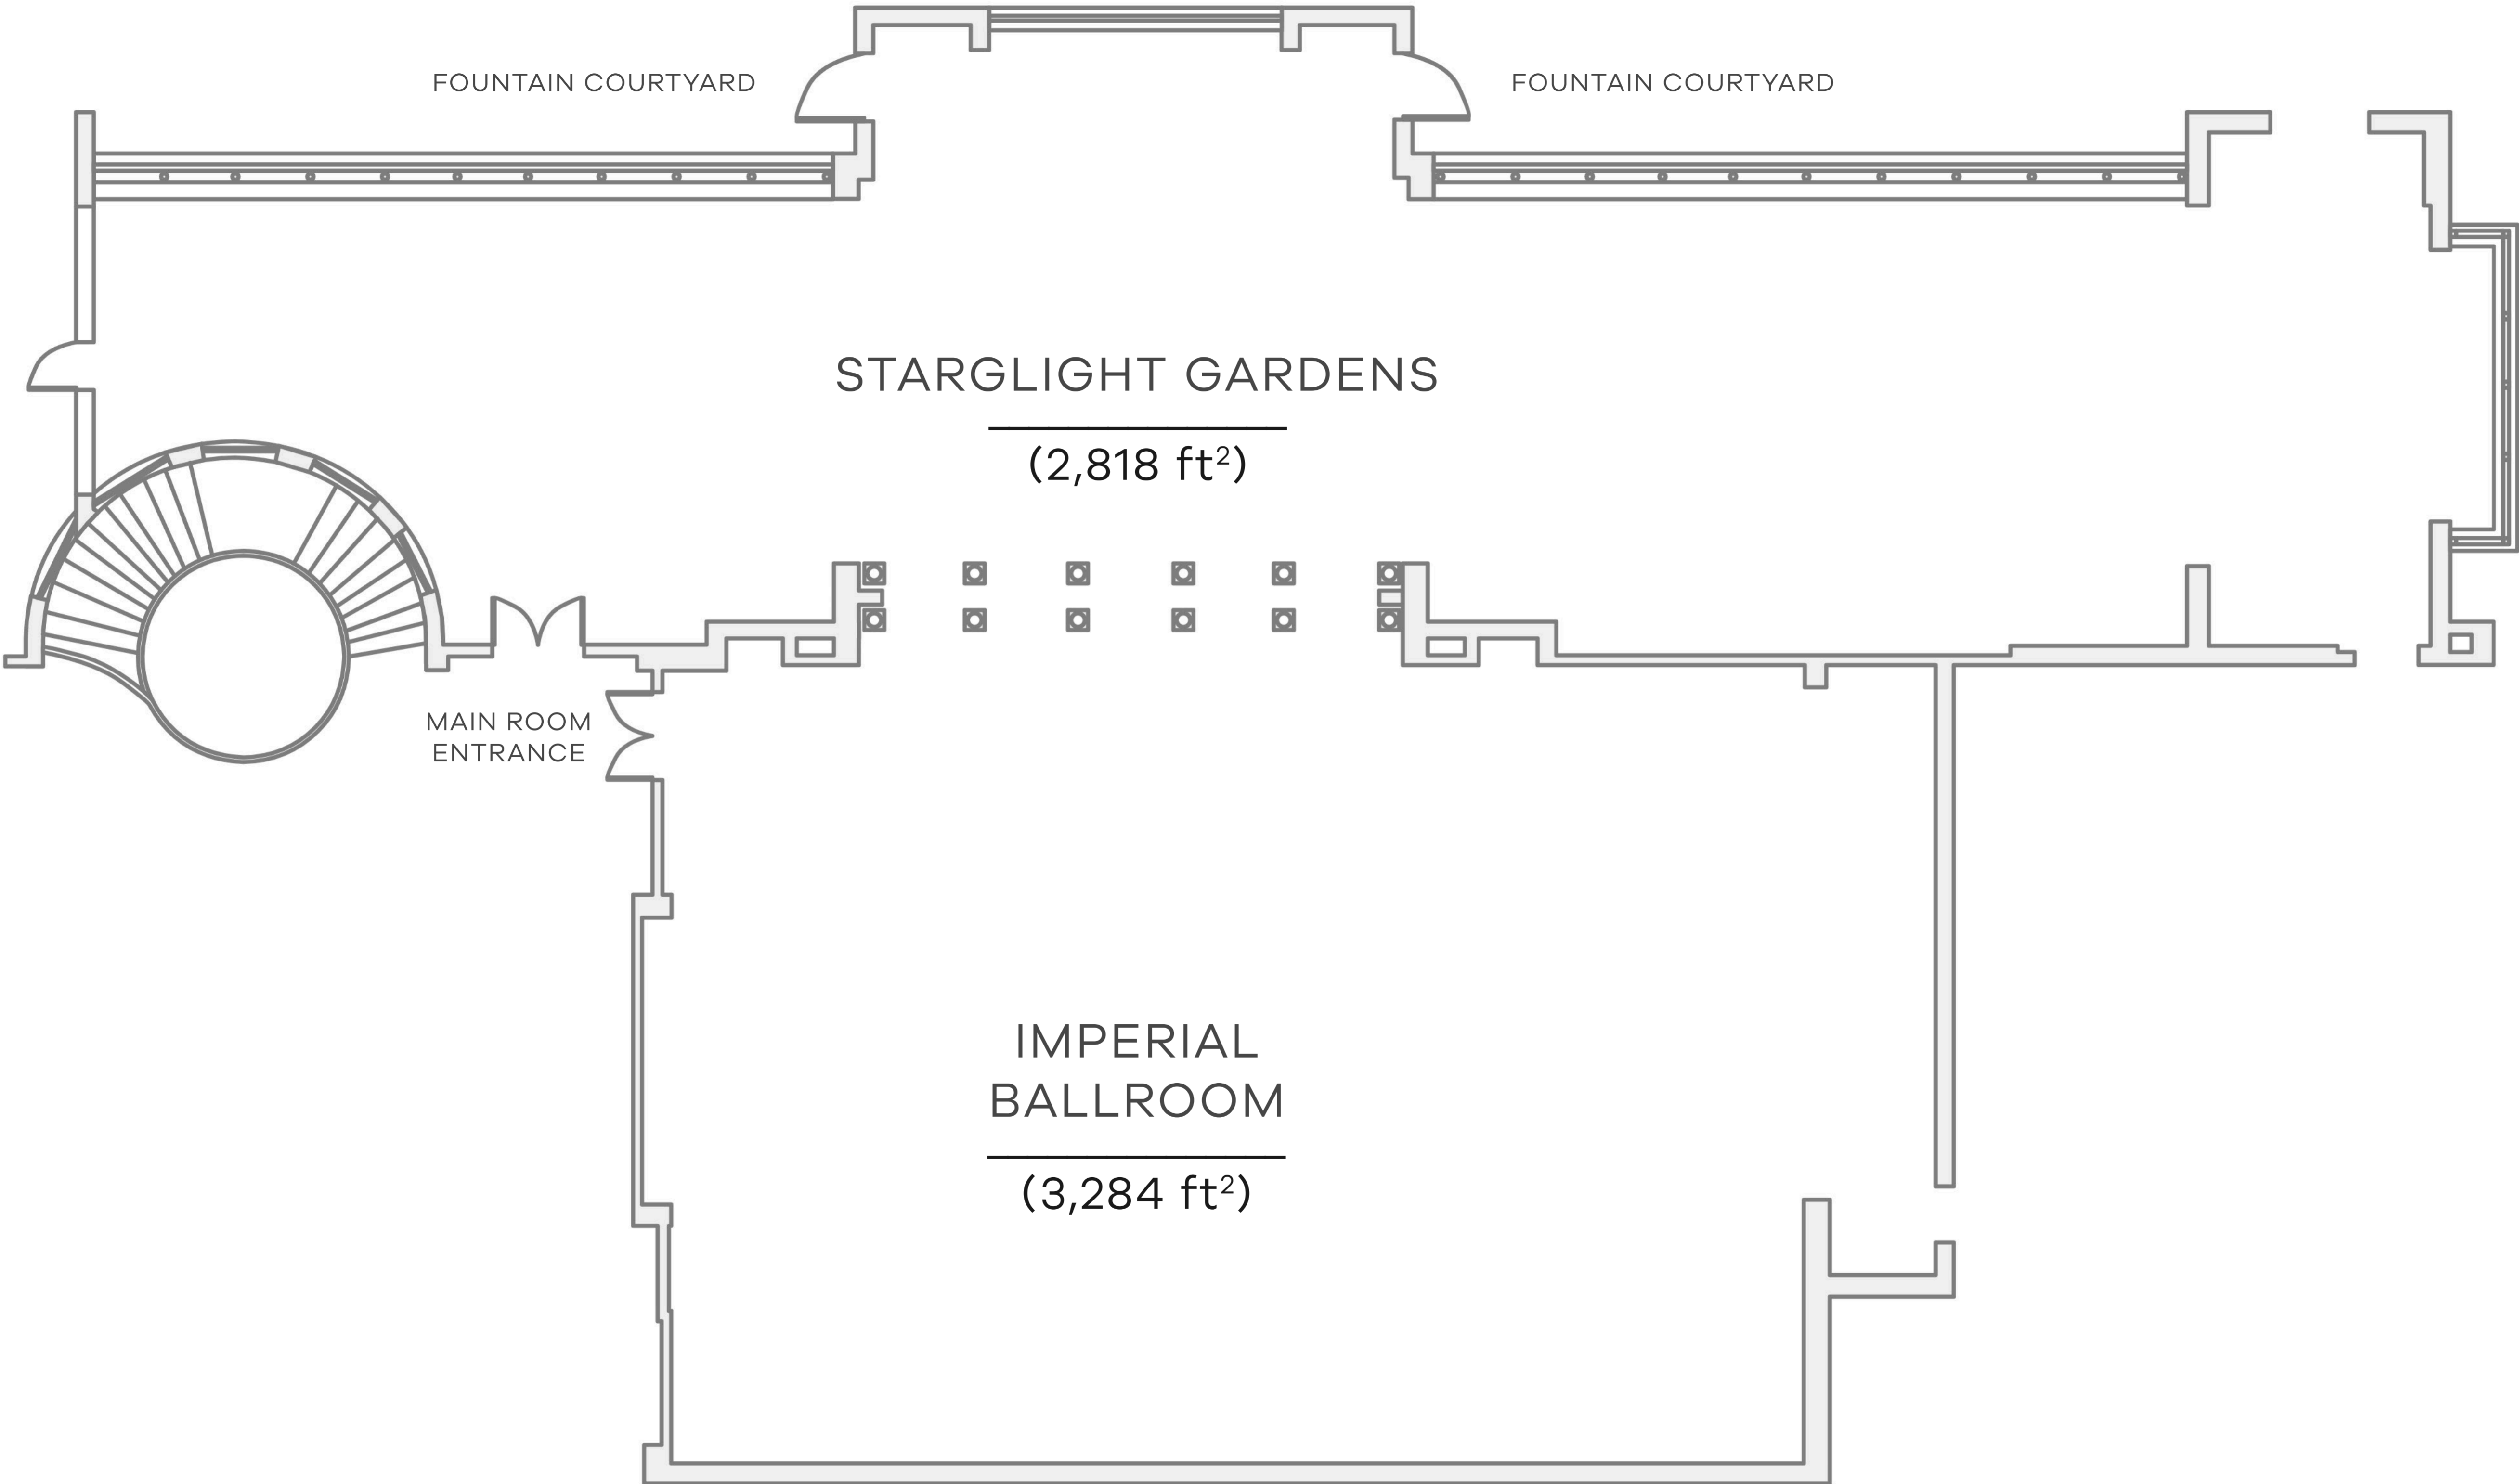 FOUNTAIN COURTYARD
FOUNTAIN COURTYARD
STARGLIGHT GARDENS
(2,818 ft²)
MAIN ROOM
ENTRANCE
IMPERIAL
BALLROOM
(3,284 ft²)